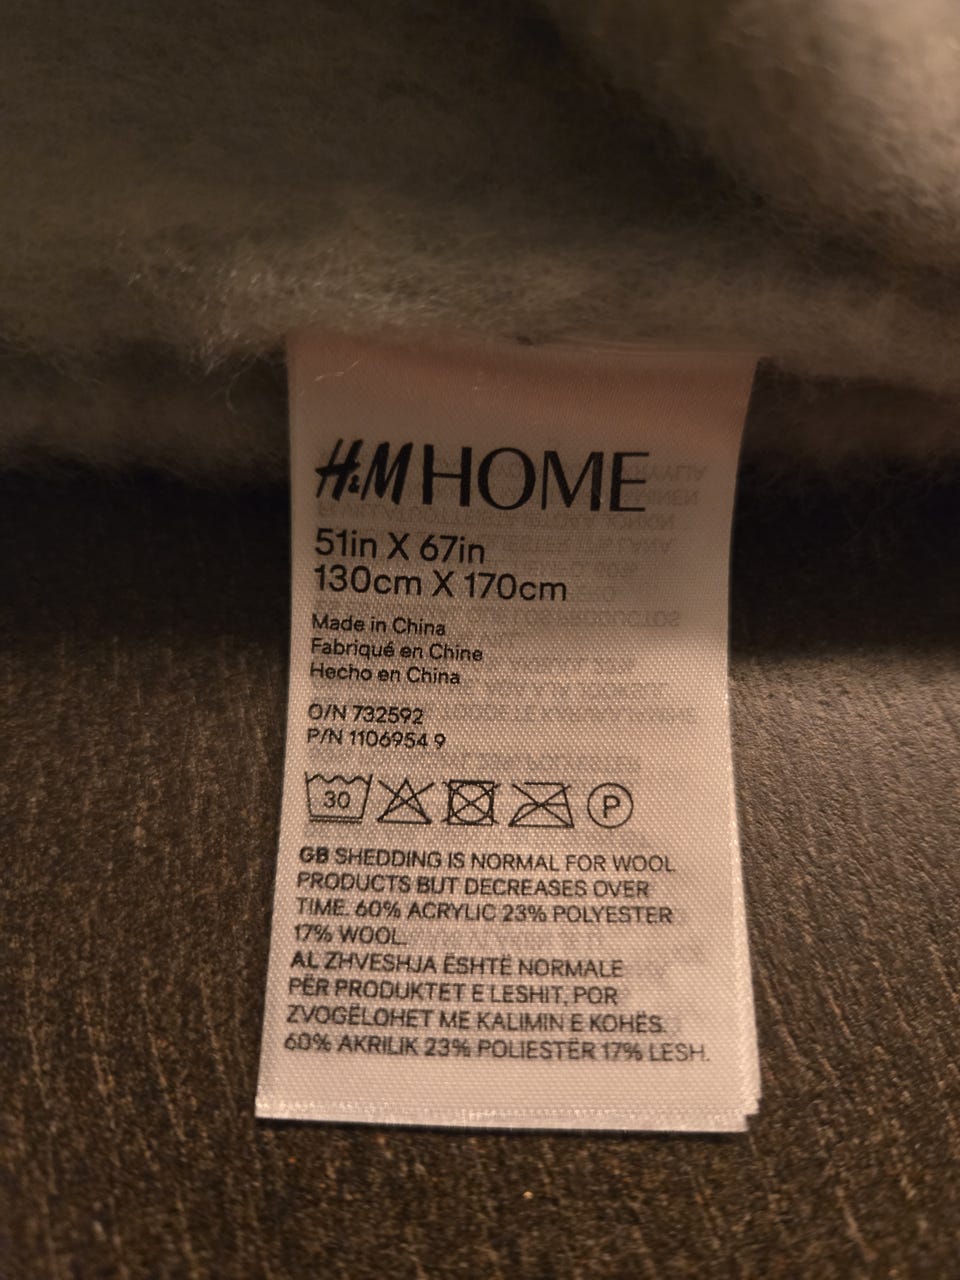 H&M HOME
51in X 67in
130cm X 170cm
Made in China
Fabriqué en Chine
Hecho en China
O/N 732592
P/N 1106954 9
30 P
GB SHEDDING IS NORMAL FOR WOOL
PRODUCTS BUT DECREASES OVER
TIME. 60% ACRYLIC 23% POLYESTER
17% WOOL.
AL ZHVESHJA ËSHTË NORMALE
PËR PRODUKTET E LESHIT, POR
ZVOGËLOHET ME KALIMIN E KOHËS.
60% AKRILIK 23% POLIESTËR 17% LESH.